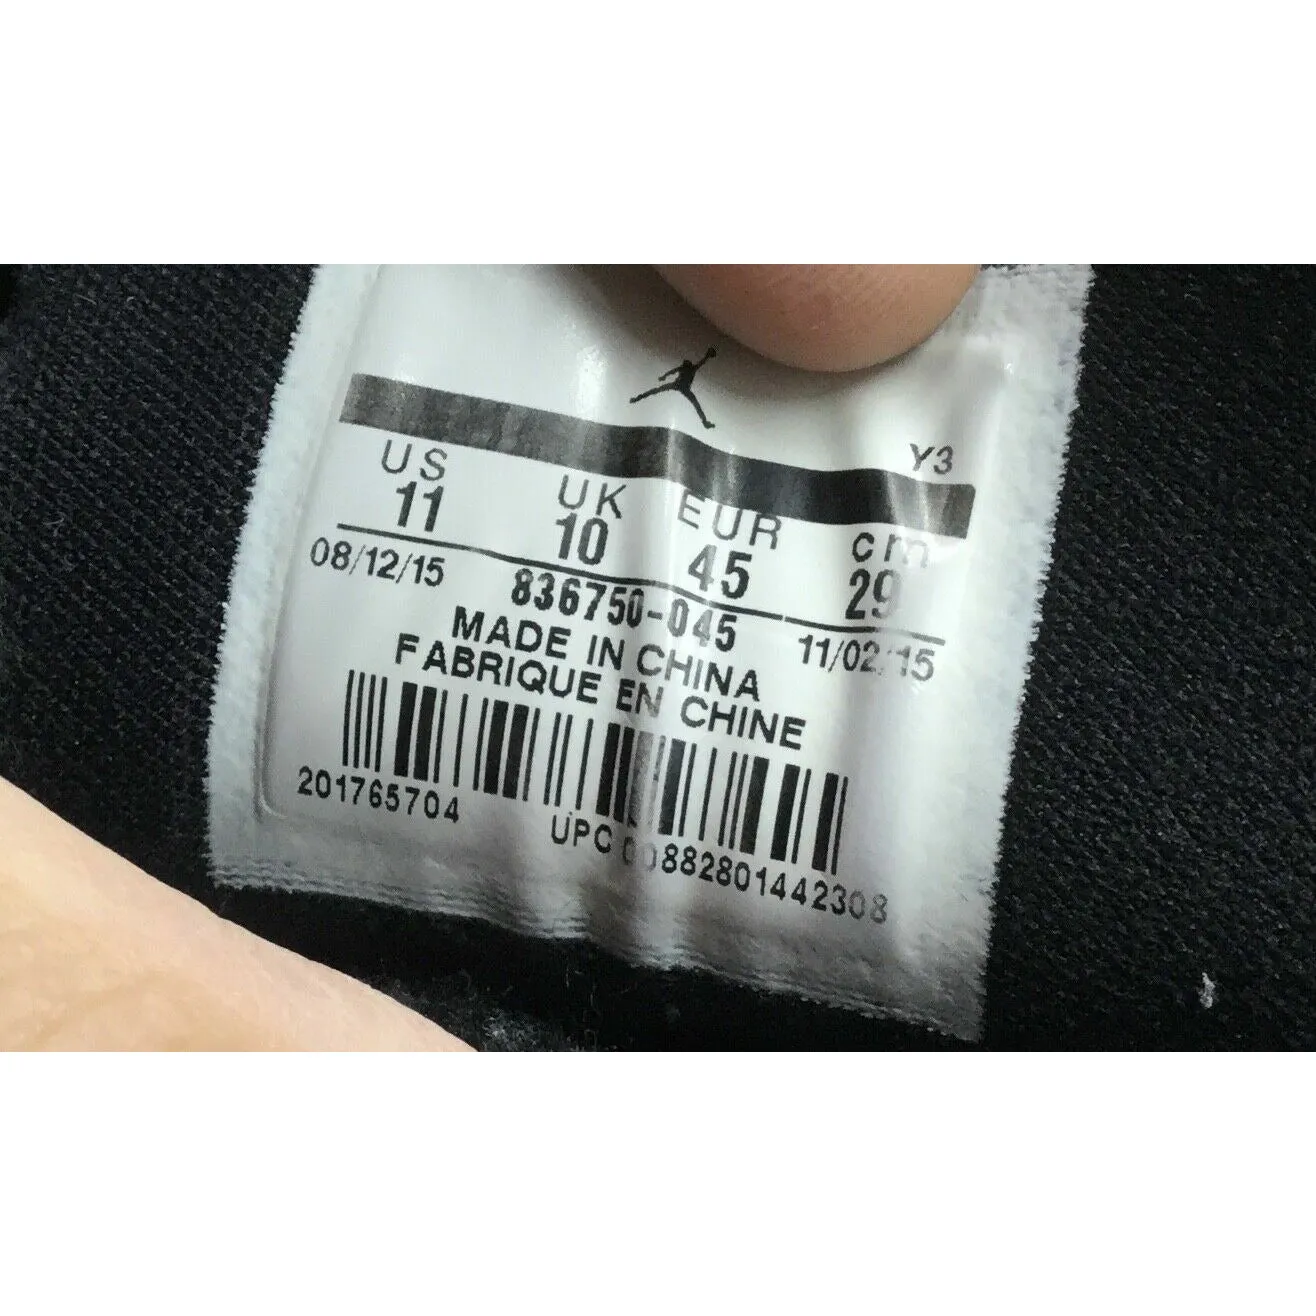 Y3
US UK EUR cm
11 10 45 29
08/12/15 836750-045 11/02/15
MADE IN CHINA
FABRIQUE EN CHINE
201765704
UPC 00882801442308